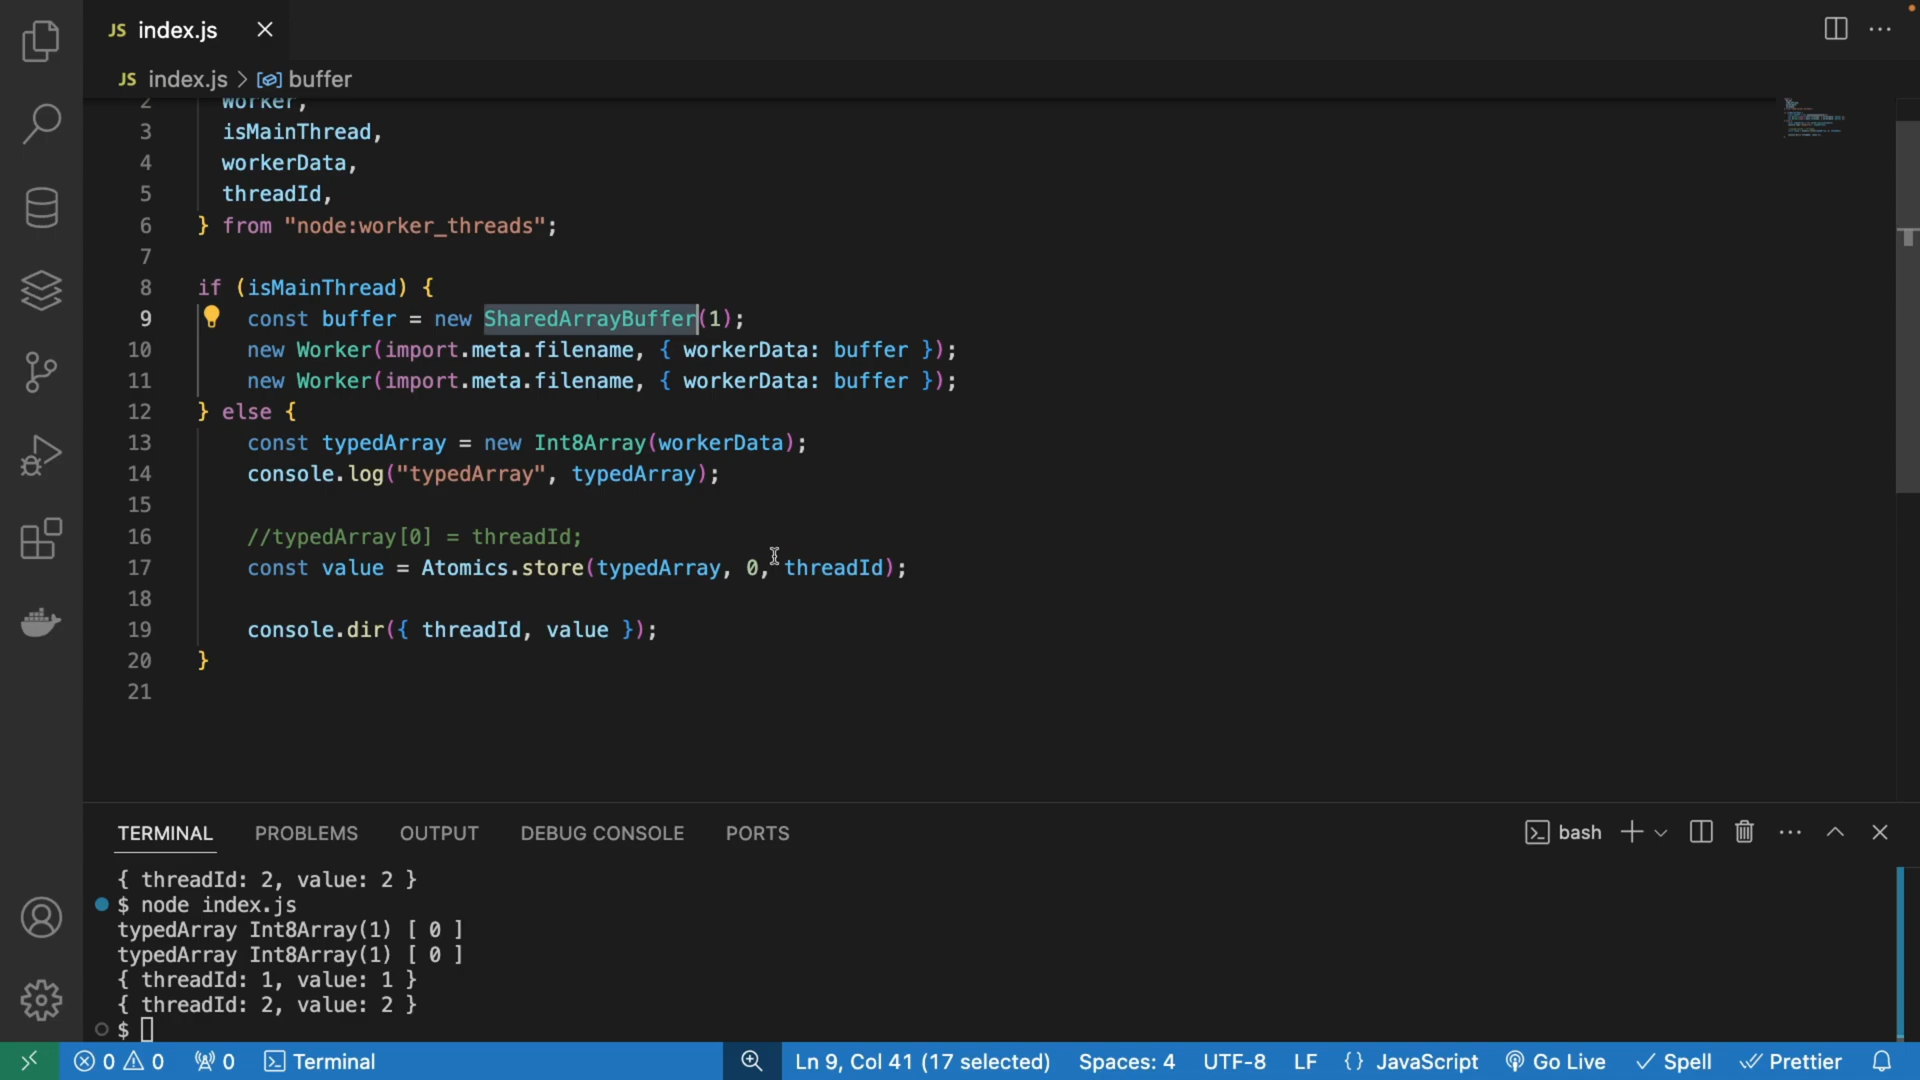 JS index.js
JS index.js > buffer
2 Worker,
3 isMainThread,
4 workerData,
5 threadId,
6 } from "node:worker_threads";
7
8 if (isMainThread) {
9 const buffer = new SharedArrayBuffer(1);
10 new Worker(import.meta.filename, { workerData: buffer });
11 new Worker(import.meta.filename, { workerData: buffer });
12 } else {
13 const typedArray = new Int8Array(workerData);
14 console.log("typedArray", typedArray);
15
16 //typedArray[0] = threadId;
17 const value = Atomics.store(typedArray, 0, threadId);
18
19 console.dir({ threadId, value });
20 }
21
TERMINAL PROBLEMS OUTPUT DEBUG CONSOLE PORTS bash
{ threadId: 2, value: 2 }
$ node index.js
typedArray Int8Array(1) [ 0 ]
typedArray Int8Array(1) [ 0 ]
{ threadId: 1, value: 1 }
{ threadId: 2, value: 2 }
$
0 0 0 Terminal Ln 9, Col 41 (17 selected) Spaces: 4 UTF-8 LF {} JavaScript Go Live Spell Prettier